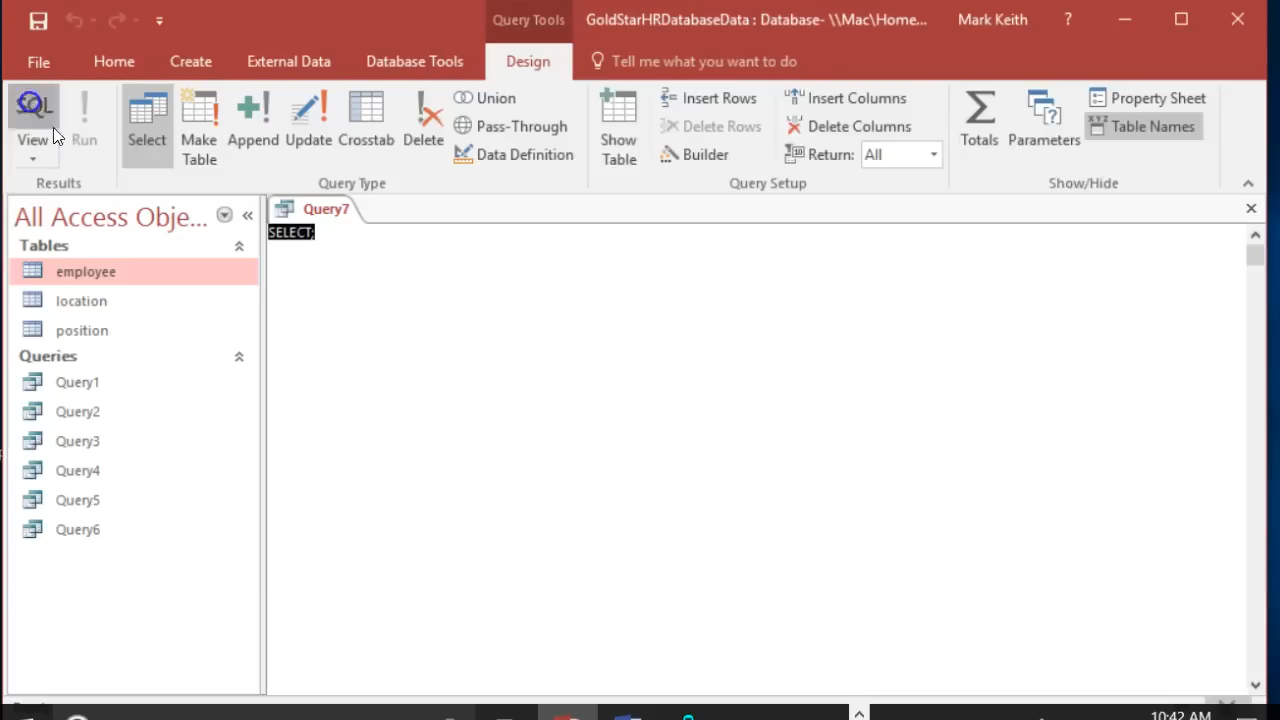 Query Tools
GoldStarHRDatabaseData : Database- \\Mac\Home...
Mark Keith
?
File
Home
Create
External Data
Database Tools
Design
Tell me what you want to do
SQL
View
Run
Select
Make
Table
Append
Update
Crosstab
Delete
Union
Pass-Through
Data Definition
Show
Table
Insert Rows
Delete Rows
Builder
Insert Columns
Delete Columns
Return:
All
Totals
Parameters
Property Sheet
Table Names
Results
Query Type
Query Setup
Show/Hide
All Access Obje...
Tables
employee
location
position
Queries
Query1
Query2
Query3
Query4
Query5
Query6
Query7
SELECT;
10:42 AM